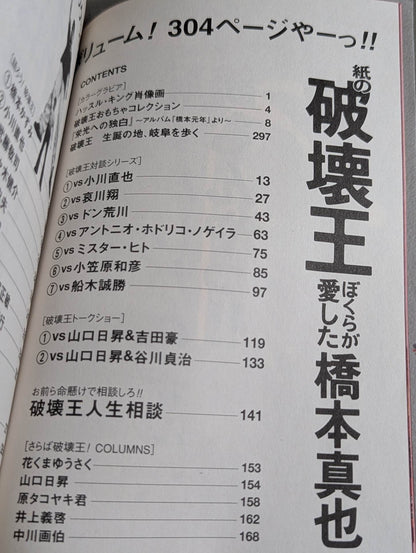 リューム! 304ページやーっ!!
紙の
破壊王
ぼくらが
愛した
橋本真也
CONTENTS
[カラーグラビア]
ハッスル・キング肖像画 1
破壊王おもちゃコレクション 4
「栄光への独白」〜アルバム「橋本元年」より〜 8
破壊王 生誕の地、岐阜を歩く 297
[破壊王対談シリーズ]
①vs小川直也 13
②vs哀川翔 27
③vsドン荒川 43
④vsアントニオ・ホドリコ・ノゲイラ 63
⑤vsミスター・ヒト 75
⑥vs小笠原和彦 85
⑦vs船木誠勝 97
[破壊王トークショー]
①vs山口日昇&吉田豪 119
②vs山口日昇&谷川貞治 133
お前ら命懸けで相談しろ!!
破壊王人生相談 141
[さらば破壊王! COLUMNS]
花くまゆうさく 153
山口日昇 154
原タコヤキ君 158
井上義啓 162
中川画伯 168